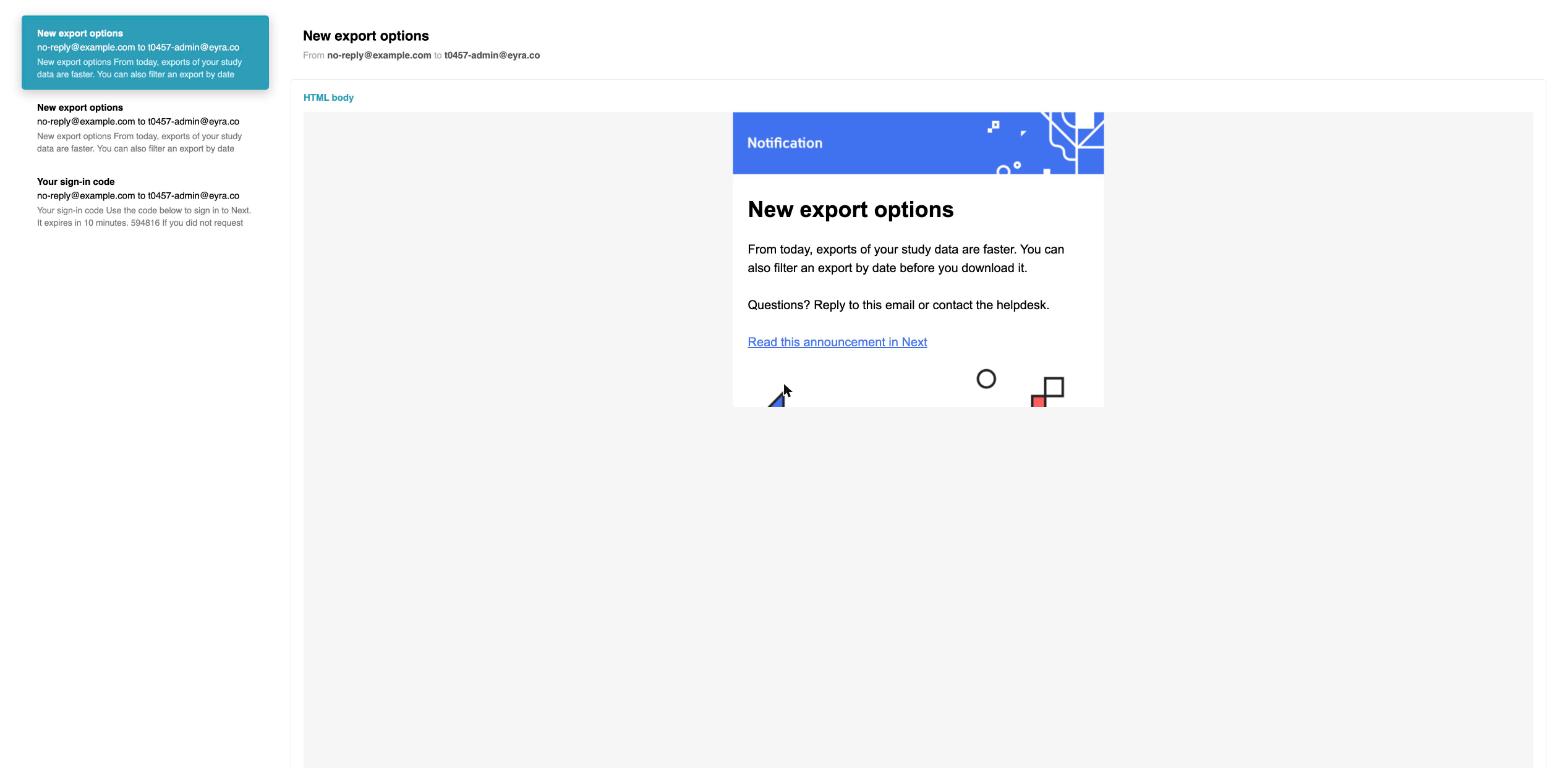 New export options
no-reply@example.com to t0457-admin@eyra.co
New export options From today, exports of your study
data are faster. You can also filter an export by date
New export options
no-reply@example.com to t0457-admin@eyra.co
New export options From today, exports of your study
data are faster. You can also filter an export by date
Your sign-in code
no-reply@example.com to t0457-admin@eyra.co
Your sign-in code Use the code below to sign in to Next.
It expires in 10 minutes. 594816 If you did not request
New export options
From no-reply@example.com to t0457-admin@eyra.co
HTML body
Notification
New export options
From today, exports of your study data are faster. You can
also filter an export by date before you download it.
Questions? Reply to this email or contact the helpdesk.
Read this announcement in Next